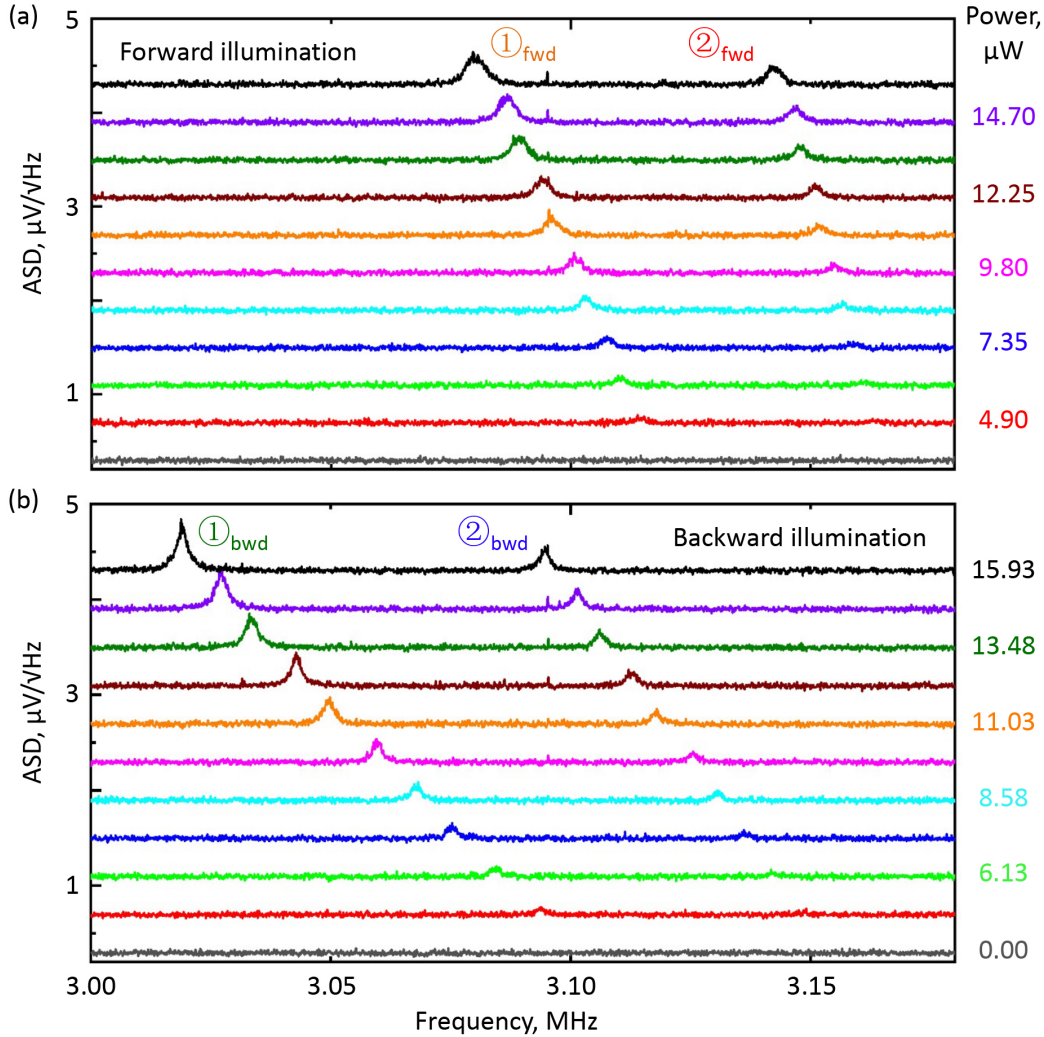 (a)
5
Forward illumination
①fwd
②fwd
Power,
μW
14.70
12.25
3
ASD, μV/√Hz
9.80
7.35
1
4.90
(b)
5
①bwd
②bwd
Backward illumination
15.93
13.48
3
ASD, μV/√Hz
11.03
8.58
1
6.13
0.00
3.00
3.05
3.10
3.15
Frequency, MHz